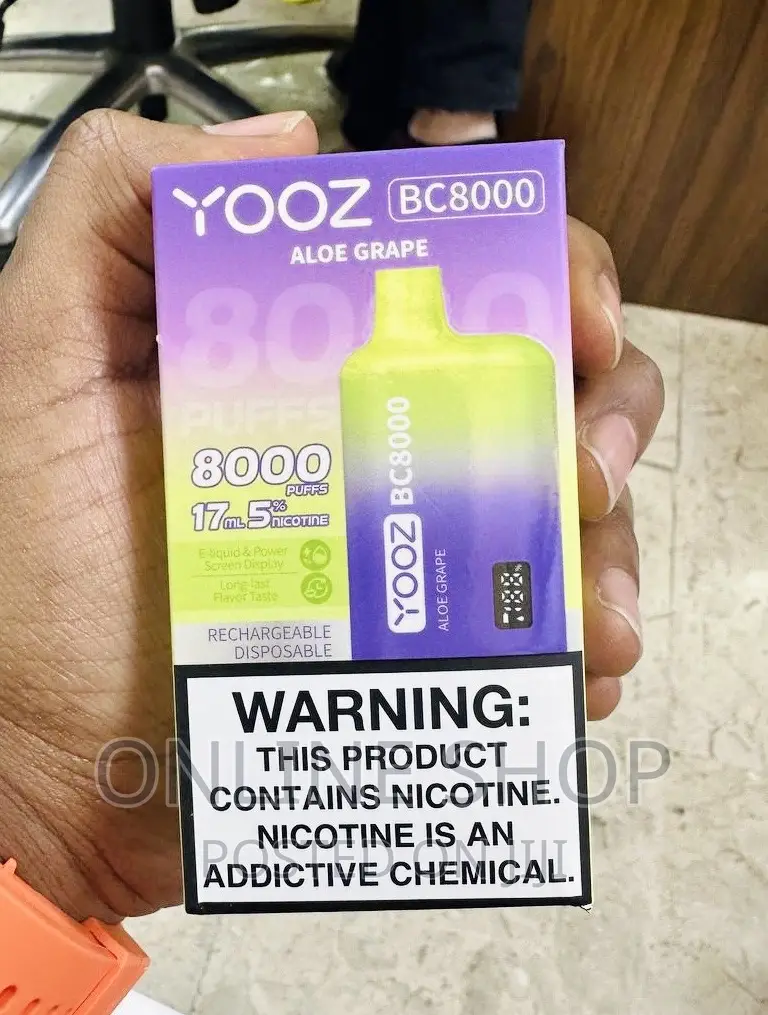 YOOZ BC8000
ALOE GRAPE
8000
PUFFS
8000
PUFFS
17ML 5% NICOTINE
E-liquid & Power
Screen Display
Long-last
Flavor Taste
RECHARGEABLE
DISPOSABLE
YOOZ BC8000
ALOE GRAPE
WARNING:
THIS PRODUCT
CONTAINS NICOTINE.
NICOTINE IS AN
ADDICTIVE CHEMICAL.
ONLINE SHOP
POSTED ON JIJI